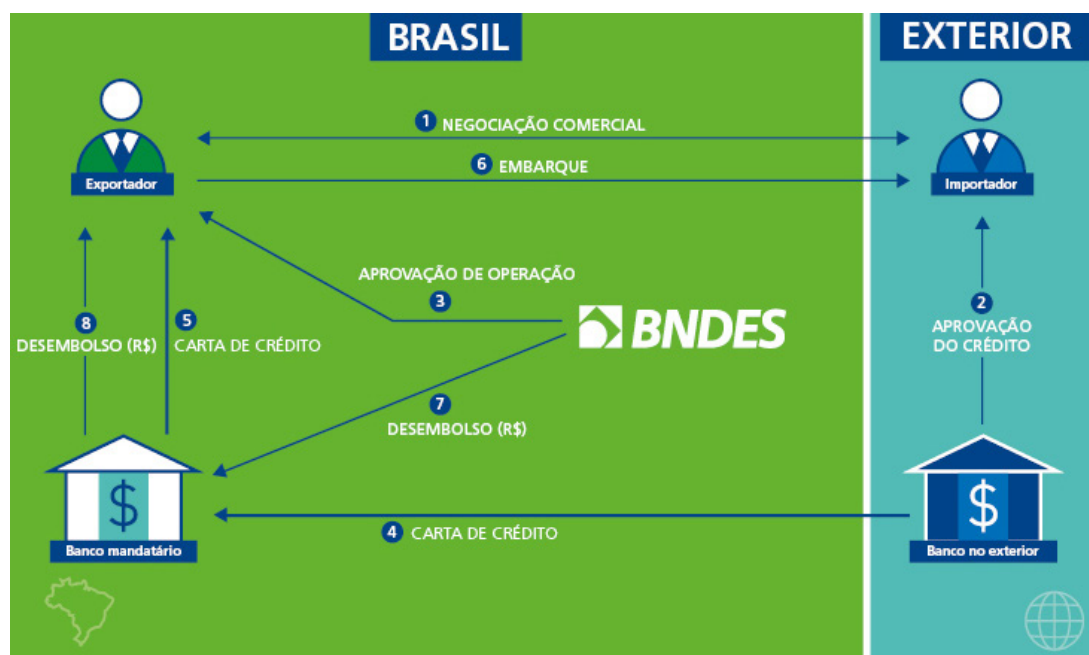 BRASIL
EXTERIOR
1 NEGOCIAÇÃO COMERCIAL
6 EMBARQUE
Exportador
Importador
APROVAÇÃO DE OPERAÇÃO
3
BNDES
2
APROVAÇÃO
DO CRÉDITO
8
DESEMBOLSO (R$)
5
CARTA DE CRÉDITO
7
DESEMBOLSO (R$)
$
$
4 CARTA DE CRÉDITO
Banco mandatário
Banco no exterior